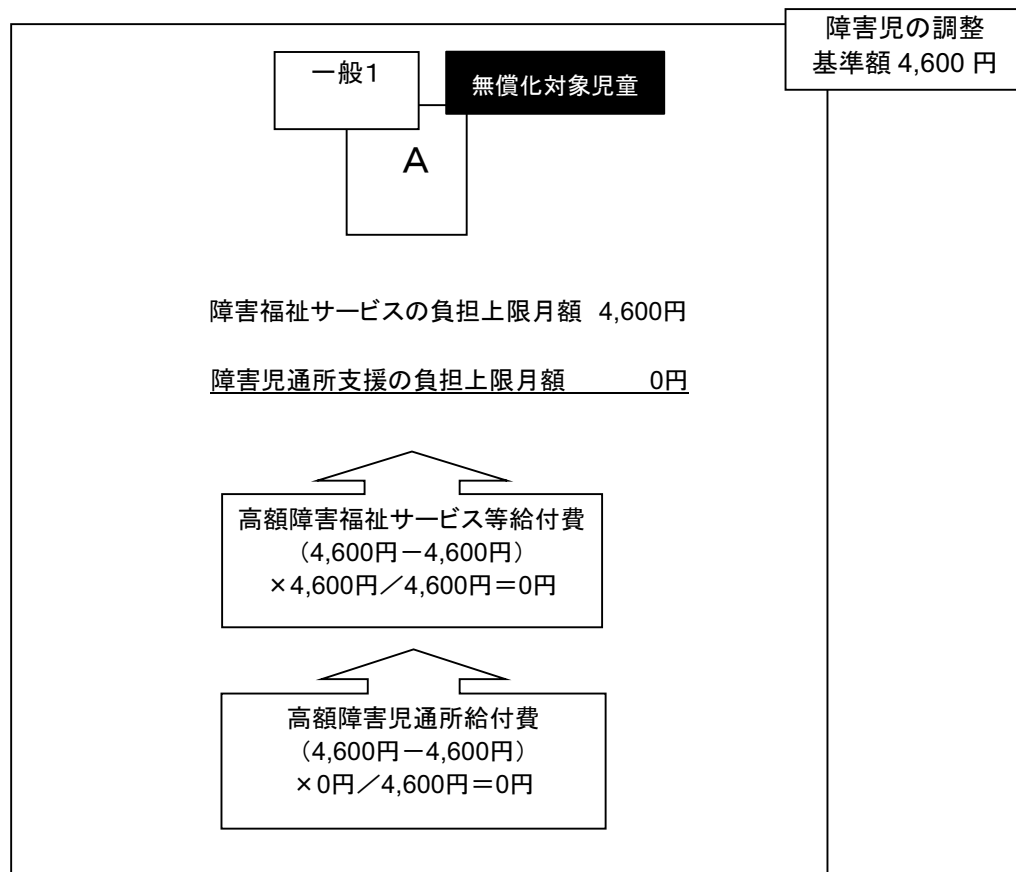 障害児の調整
基準額 4,600 円
一般1
無償化対象児童
A
障害福祉サービスの負担上限月額 4,600円
障害児通所支援の負担上限月額 0円
高額障害福祉サービス等給付費
(4,600円-4,600円)
×4,600円/4,600円=0円
高額障害児通所給付費
(4,600円-4,600円)
×0円/4,600円=0円